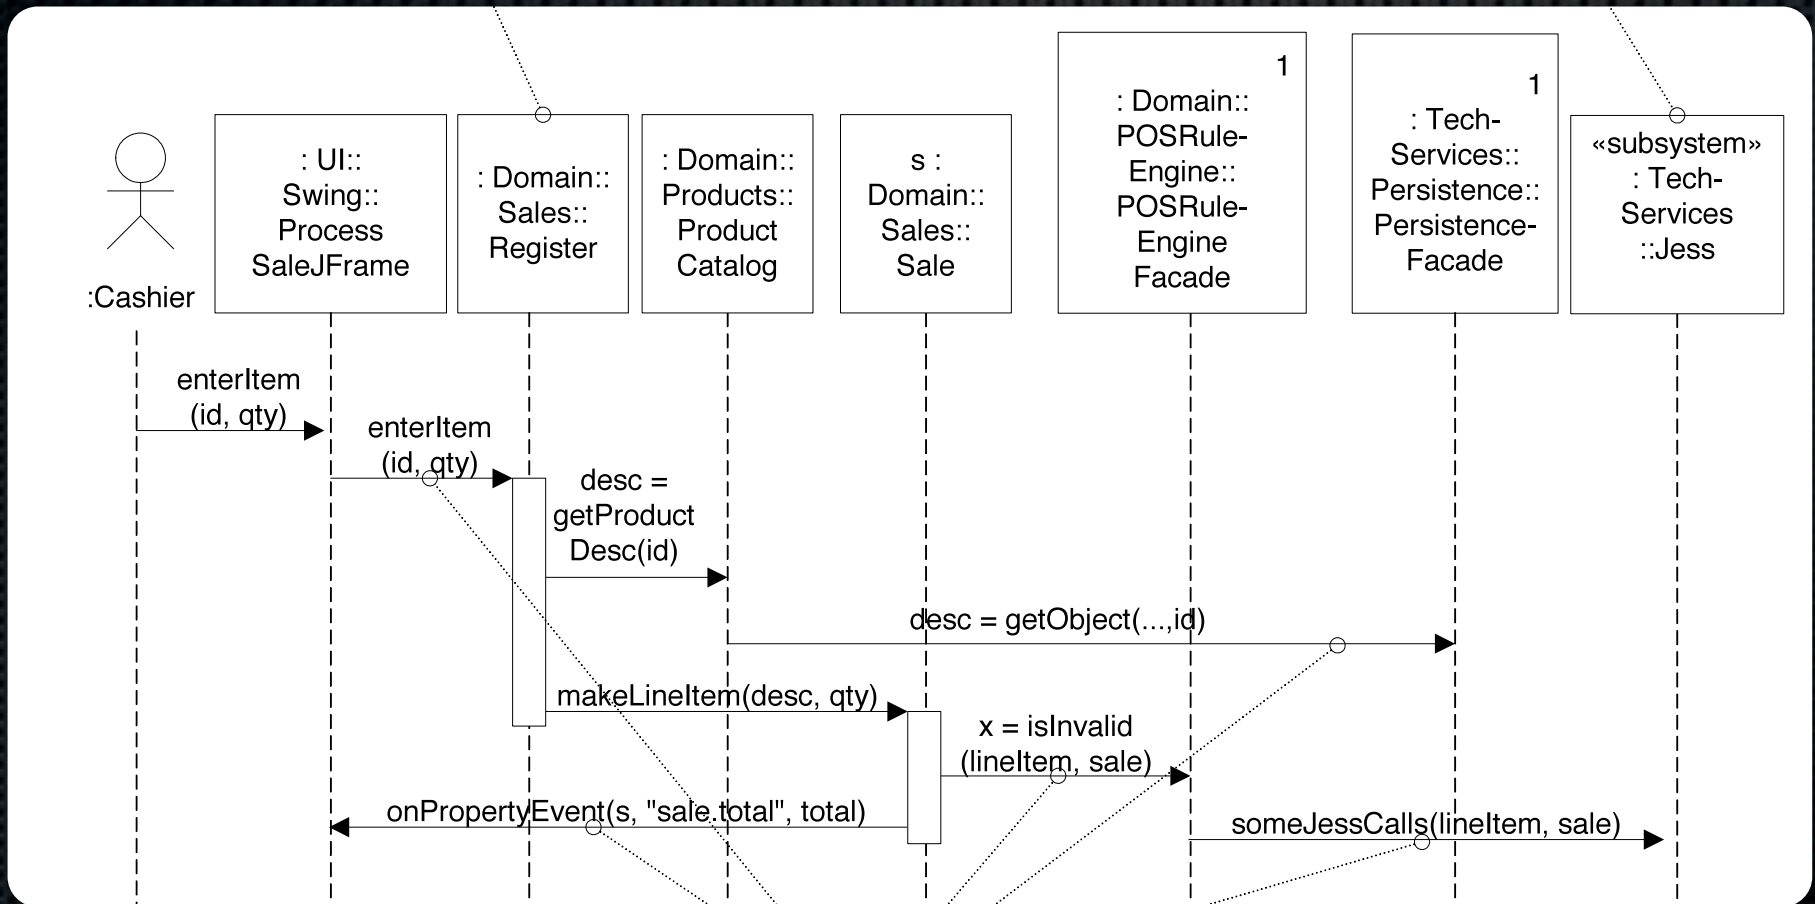 :Cashier
: UI::
Swing::
Process
SaleJFrame
: Domain::
Sales::
Register
: Domain::
Products::
Product
Catalog
s :
Domain::
Sales::
Sale
1
: Domain::
POSRule-
Engine::
POSRule-
Engine
Facade
1
: Tech-
Services::
Persistence::
Persistence-
Facade
«subsystem»
: Tech-
Services
::Jess
enterItem
(id, qty)
enterItem
(id, qty)
desc =
getProduct
Desc(id)
desc = getObject(...,id)
makeLineItem(desc, qty)
x = isInvalid
(lineItem, sale)
onPropertyEvent(s, "sale.total", total)
someJessCalls(lineItem, sale)